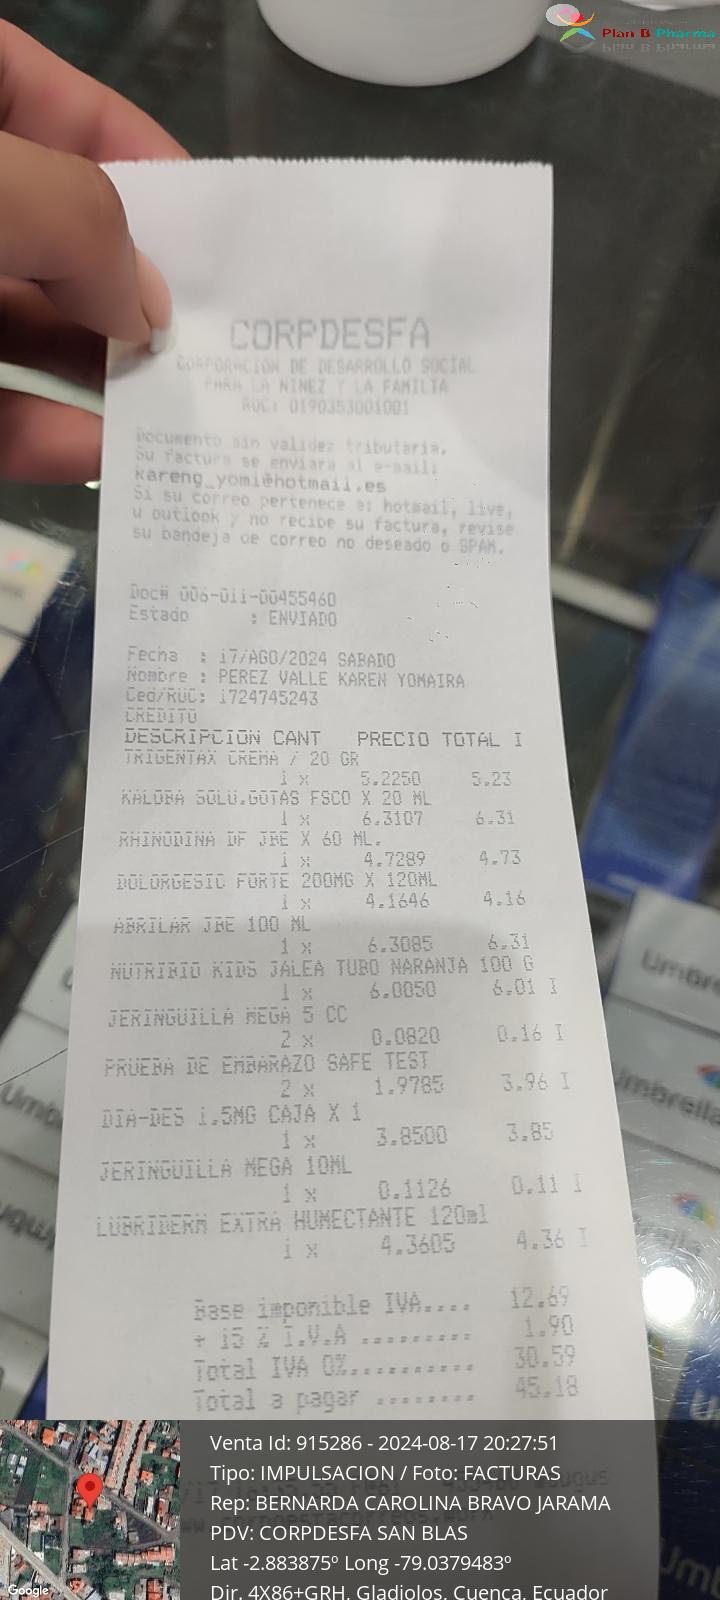 Plan B Pharma
CORPDESFA
CORPORACION DE DESARROLLO SOCIAL
PARA LA NINEZ Y LA FAMILIA
RUC: 0190353001001
Documento sin validez tributaria.
Su factura se enviara al e-mail:
kareng_yomi@hotmail.es
Si su correo pertenece a: hotmail, live,
u outlook y no recibe su factura, revise
su bandeja de correo no deseado o SPAM.
Doc# 006-011-00455460
Estado : ENVIADO
Fecha : 17/AGO/2024 SABADO
Nombre : PEREZ VALLE KAREN YOMAIRA
Ced/RUC: 1724745243
CREDITO
DESCRIPCION CANT PRECIO TOTAL I
TRIGENTAX CREMA / 20 GR
1 x 5.2250 5.23
KALOBA SOLU.GOTAS FSCO X 20 ML
1 x 6.3107 6.31
RHINODINA DF JBE X 60 ML.
1 x 4.7289 4.73
DOLORGESIC FORTE 200MG X 120ML
1 x 4.1646 4.16
ABRILAR JBE 100 ML
1 x 6.3085 6.31
NUTRIBIO KIDS JALEA TUBO NARANJA 100 G
1 x 6.0050 6.01 I
JERINGUILLA MEGA 5 CC
2 x 0.0820 0.16 I
PRUEBA DE EMBARAZO SAFE TEST
2 x 1.9785 3.96 I
DIA-DES 1.5MG CAJA X 1
1 x 3.8500 3.85
JERINGUILLA MEGA 10ML
1 x 0.1126 0.11 I
LUBRIDERM EXTRA HUMECTANTE 120ml
1 x 4.3605 4.36 I
Base imponible IVA.... 12.69
+ 15 % I.V.A ......... 1.90
Total IVA 0%.......... 30.59
Total a pagar ........ 45.18
Venta Id: 915286 - 2024-08-17 20:27:51
Tipo: IMPULSACION / Foto: FACTURAS
Rep: BERNARDA CAROLINA BRAVO JARAMA
PDV: CORPDESFA SAN BLAS
Lat -2.883875º Long -79.0379483º
Dir. 4X86+GRH, Gladiolos, Cuenca, Ecuador
Google
Umbrella